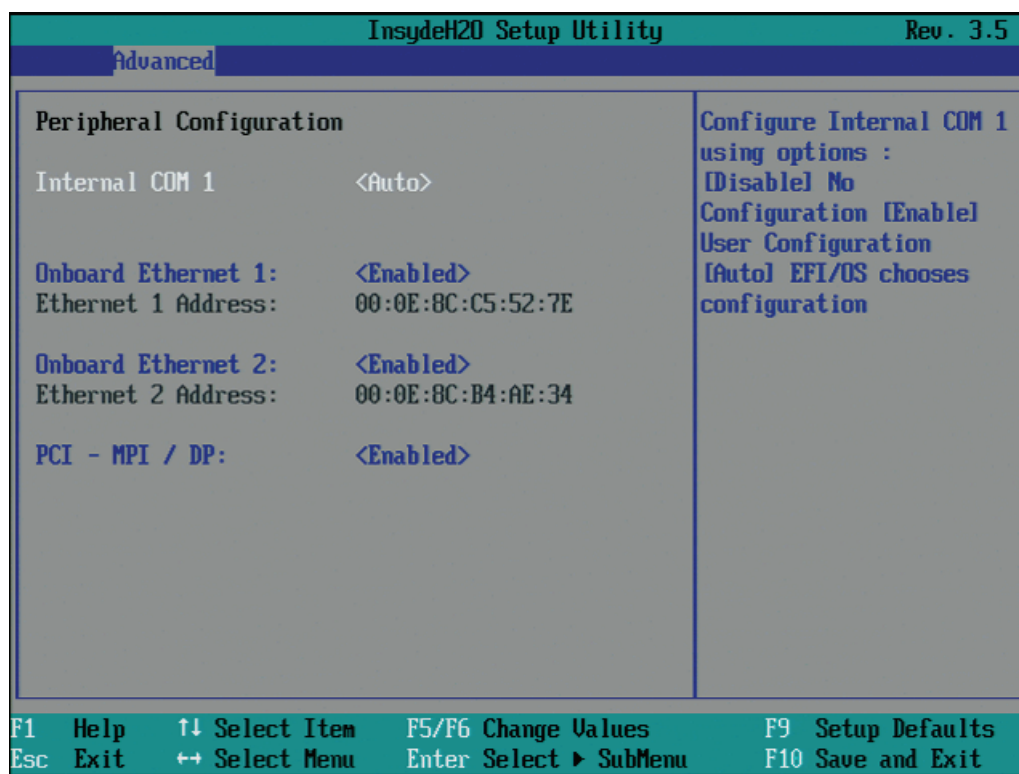 InsydeH2O Setup Utility Rev. 3.5
Advanced
Peripheral Configuration
Internal COM 1 <Auto>
Onboard Ethernet 1: <Enabled>
Ethernet 1 Address: 00:0E:8C:C5:52:7E
Onboard Ethernet 2: <Enabled>
Ethernet 2 Address: 00:0E:8C:B4:AE:34
PCI - MPI / DP: <Enabled>
Configure Internal COM 1
using options :
[Disable] No
Configuration [Enable]
User Configuration
[Auto] EFI/OS chooses
configuration
F1 Help ↑↓ Select Item F5/F6 Change Values F9 Setup Defaults
Esc Exit ↔ Select Menu Enter Select ▶ SubMenu F10 Save and Exit